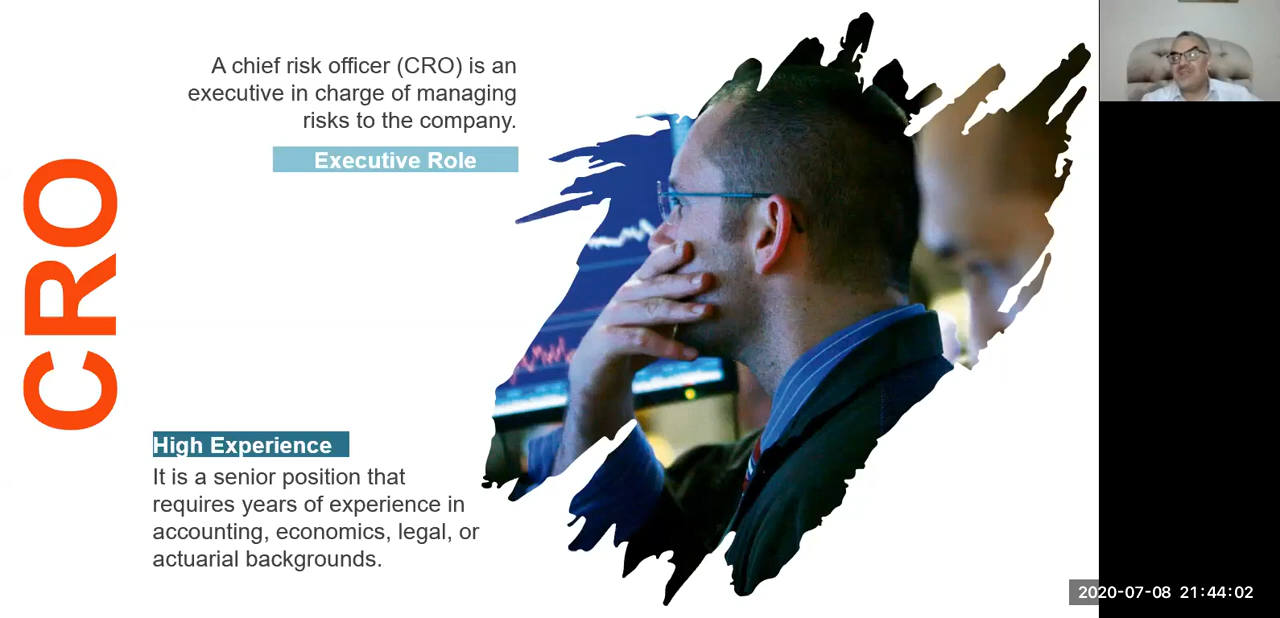 A chief risk officer (CRO) is an
executive in charge of managing
risks to the company.
Executive Role
CRO
High Experience
It is a senior position that
requires years of experience in
accounting, economics, legal, or
actuarial backgrounds.
2020-07-08 21:44:02